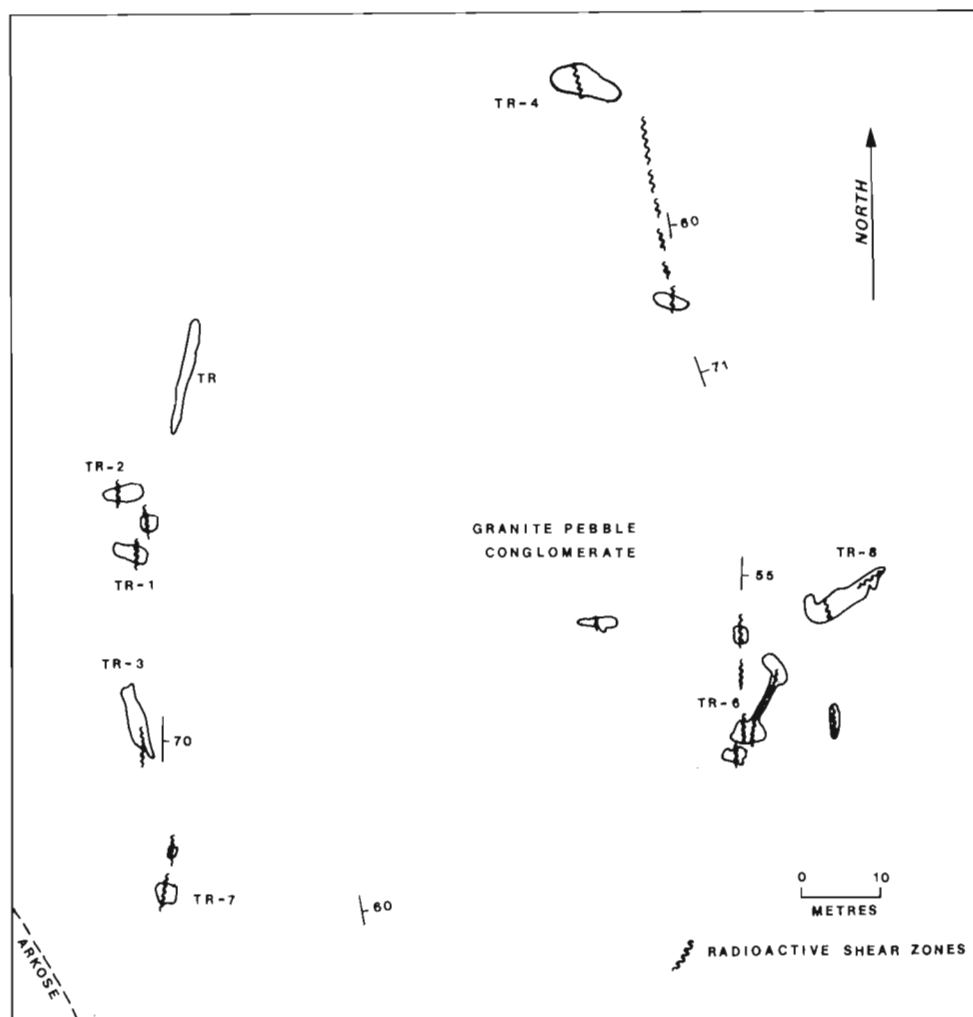 TR-4
60
NORTH
71
TR
TR-2
TR-1
GRANITE PEBBLE
CONGLOMERATE
55
TR-8
TR-3
70
TR-6
TR-7
60
0 10
METRES
RADIOACTIVE SHEAR ZONES
ARKOSE